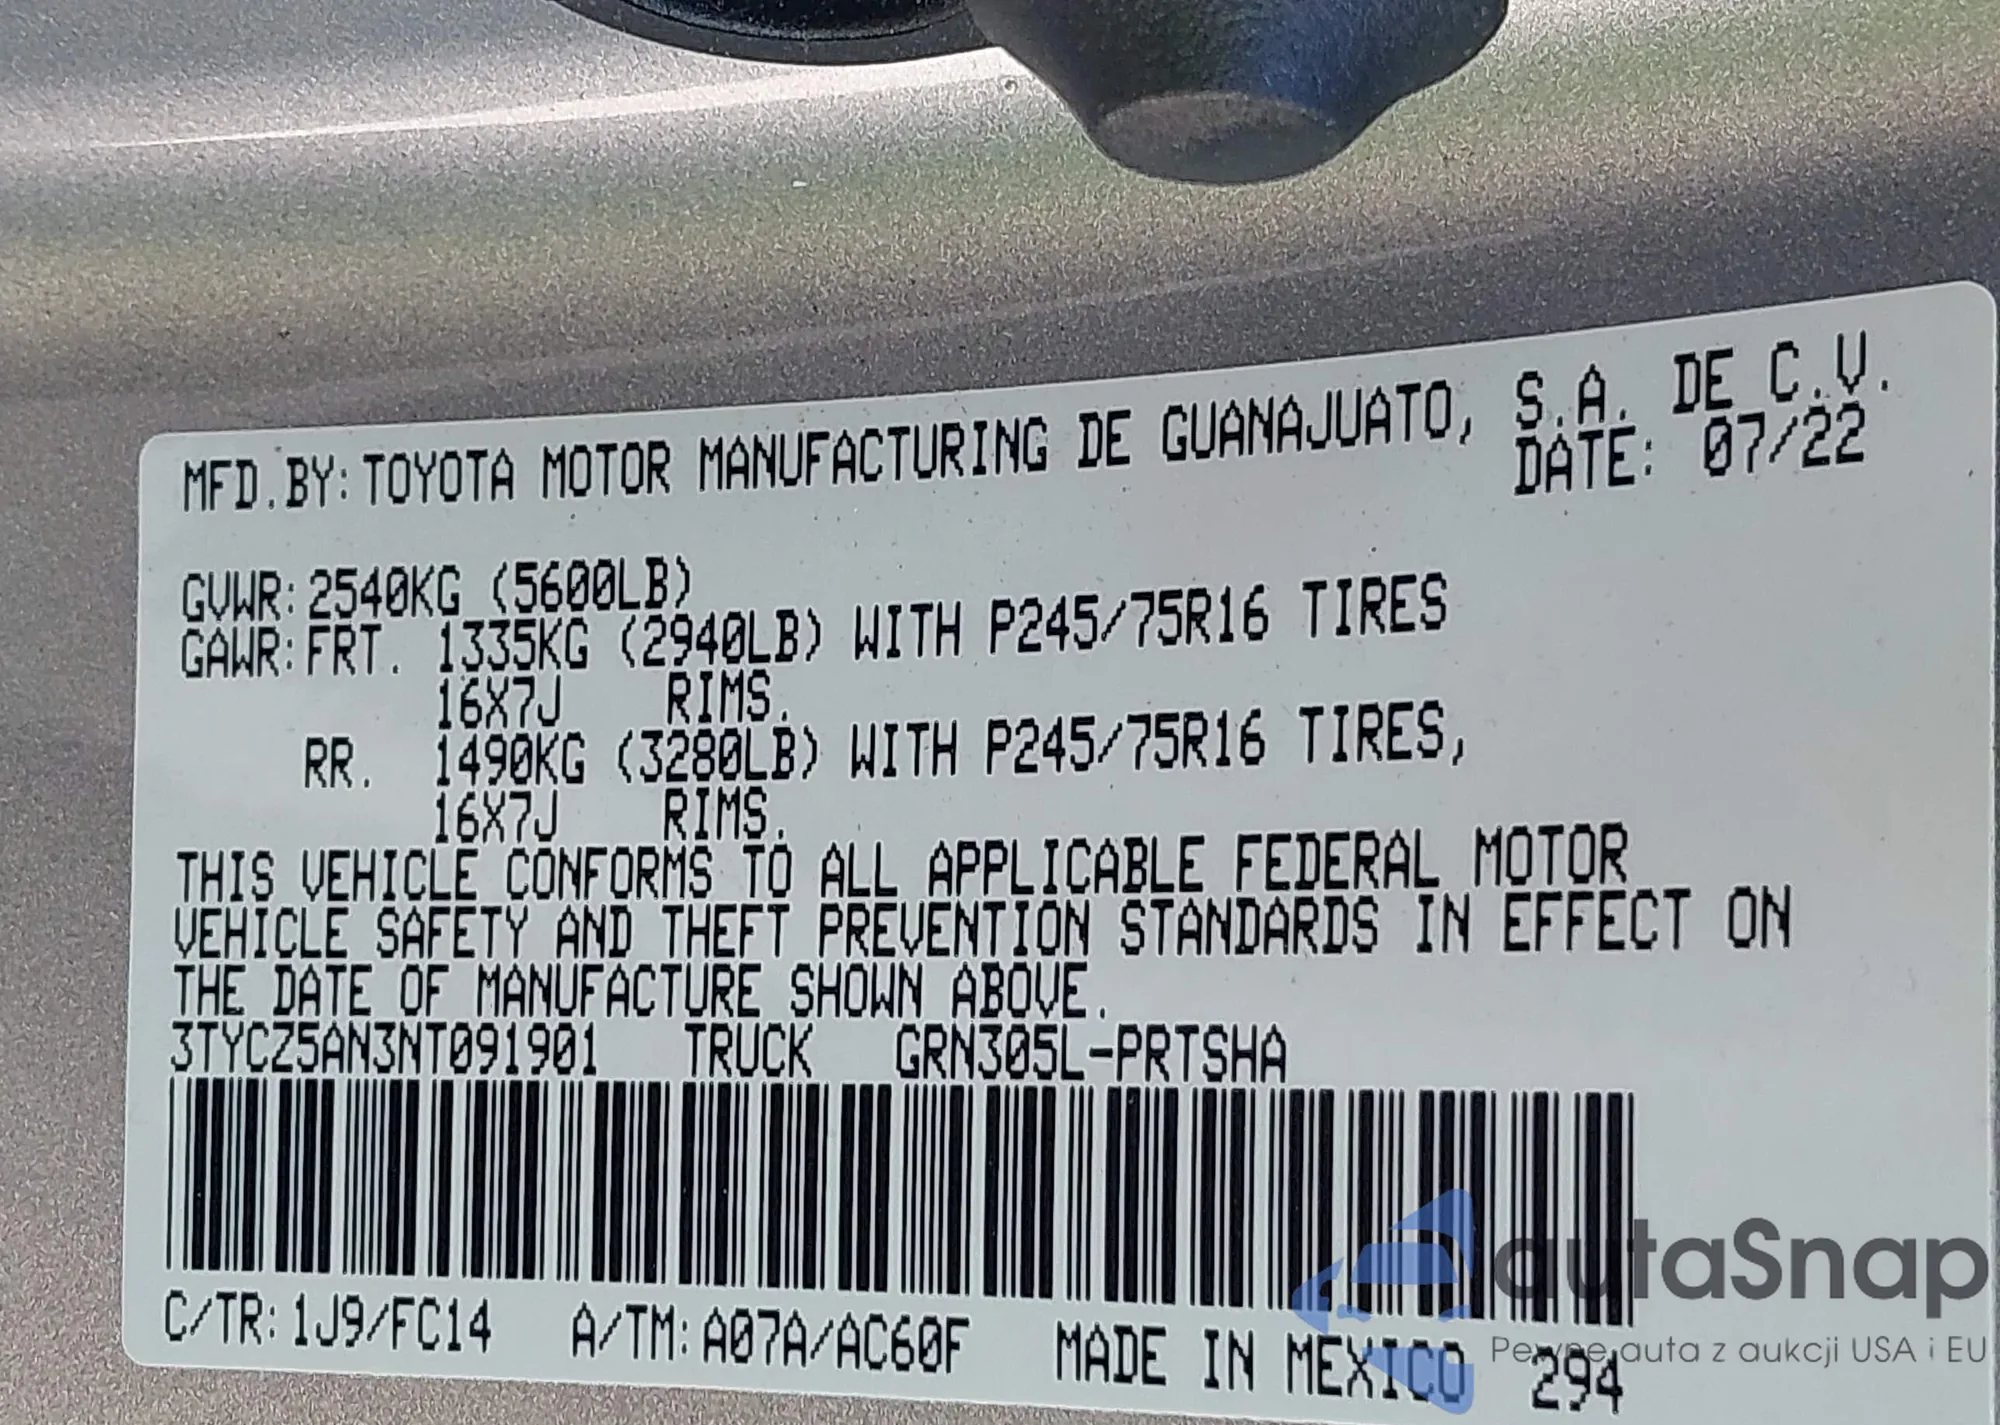 MFD.BY:TOYOTA MOTOR MANUFACTURING DE GUANAJUATO, S.A. DE C.V.
DATE: 07/22
GVWR:2540KG (5600LB)
GAWR:FRT. 1335KG (2940LB) WITH P245/75R16 TIRES
16X7J RIMS.
RR. 1490KG (3280LB) WITH P245/75R16 TIRES,
16X7J RIMS.
THIS VEHICLE CONFORMS TO ALL APPLICABLE FEDERAL MOTOR
VEHICLE SAFETY AND THEFT PREVENTION STANDARDS IN EFFECT ON
THE DATE OF MANUFACTURE SHOWN ABOVE.
3TYCZ5AN3NT091901 TRUCK GRN305L-PRTSHA
C/TR:1J9/FC14 A/TM:A07A/AC60F MADE IN MEXICO 294
autaSnap
Pewne auta z aukcji USA i EU